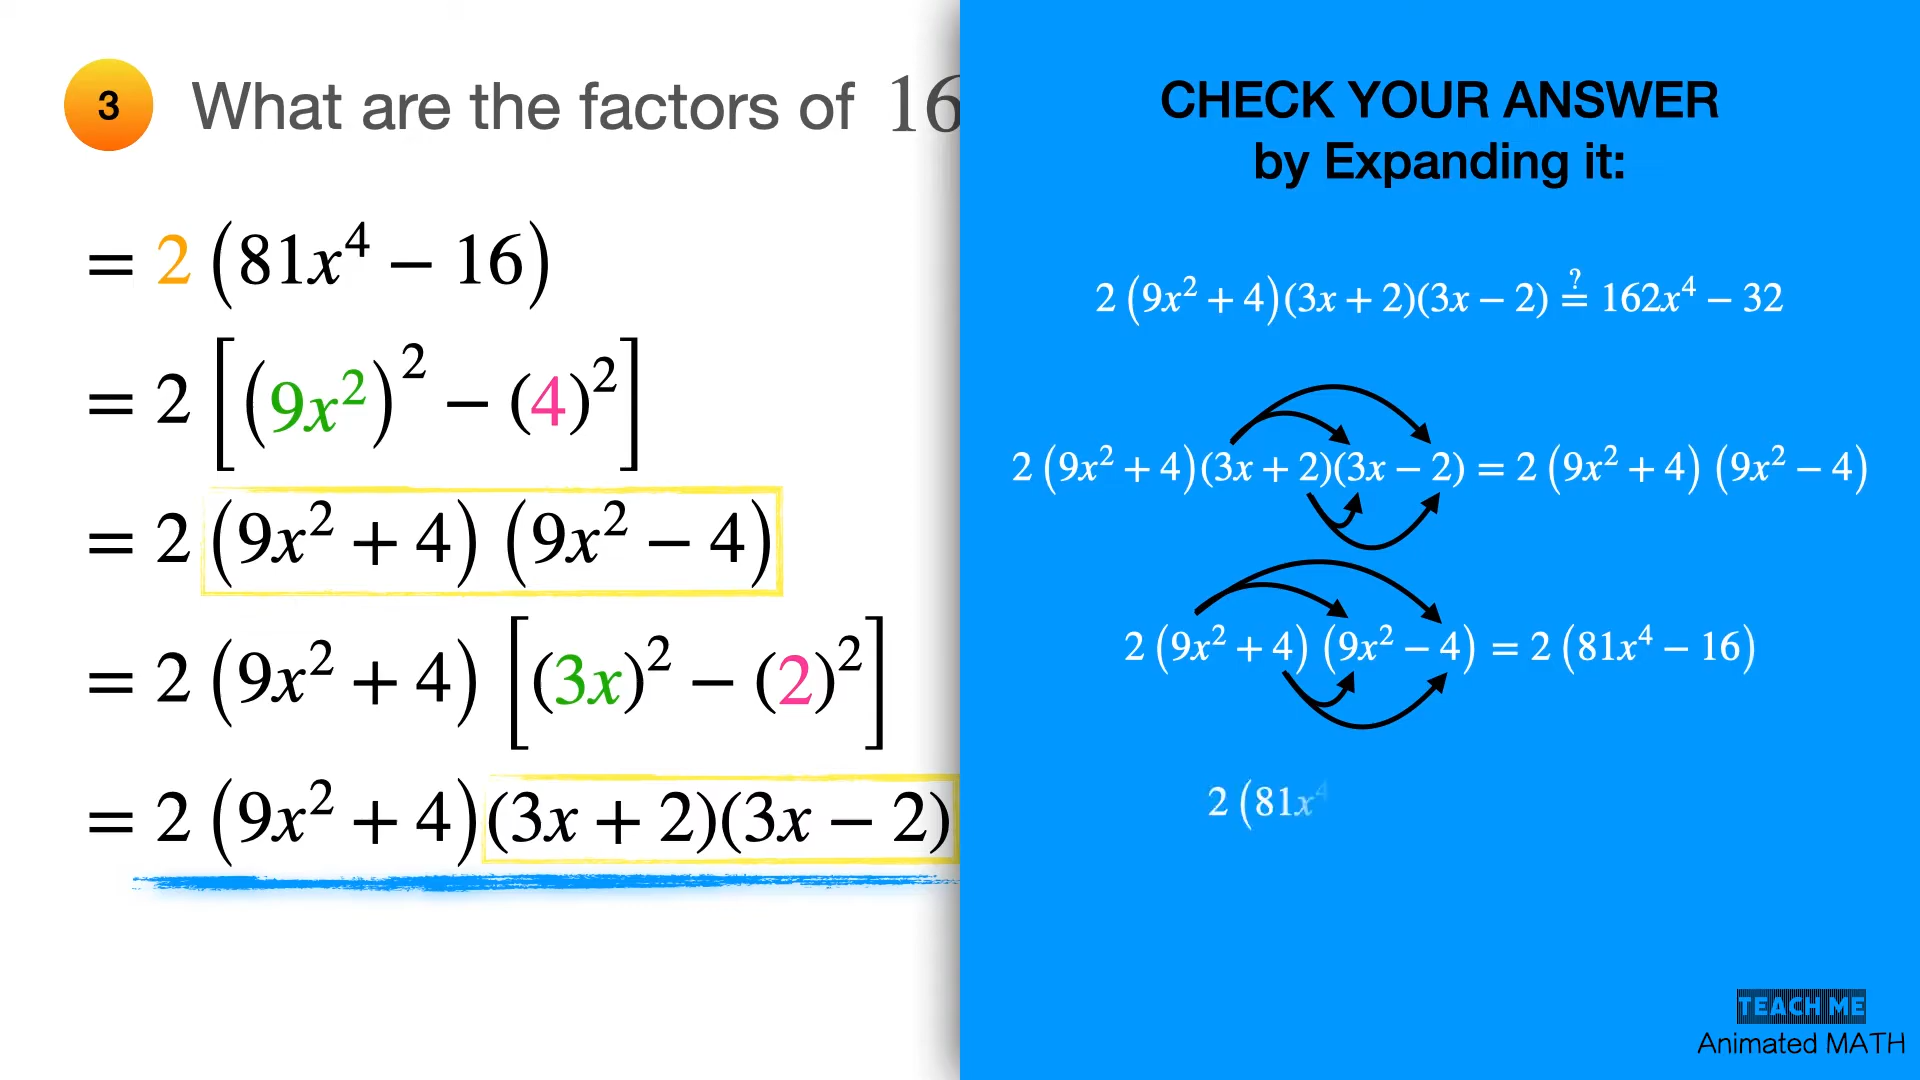 3
What are the factors of 16
= 2 (81x⁴ − 16)
= 2 [(9x²)² − (4)²]
= 2 (9x² + 4) (9x² − 4)
= 2 (9x² + 4) [(3x)² − (2)²]
= 2 (9x² + 4)(3x + 2)(3x − 2)
CHECK YOUR ANSWER
by Expanding it:
2 (9x² + 4)(3x + 2)(3x − 2) ≟ 162x⁴ − 32
2 (9x² + 4)(3x + 2)(3x − 2) = 2 (9x² + 4) (9x² − 4)
2 (9x² + 4) (9x² − 4) = 2 (81x⁴ − 16)
2 (81x⁴
TEACH ME
Animated MATH